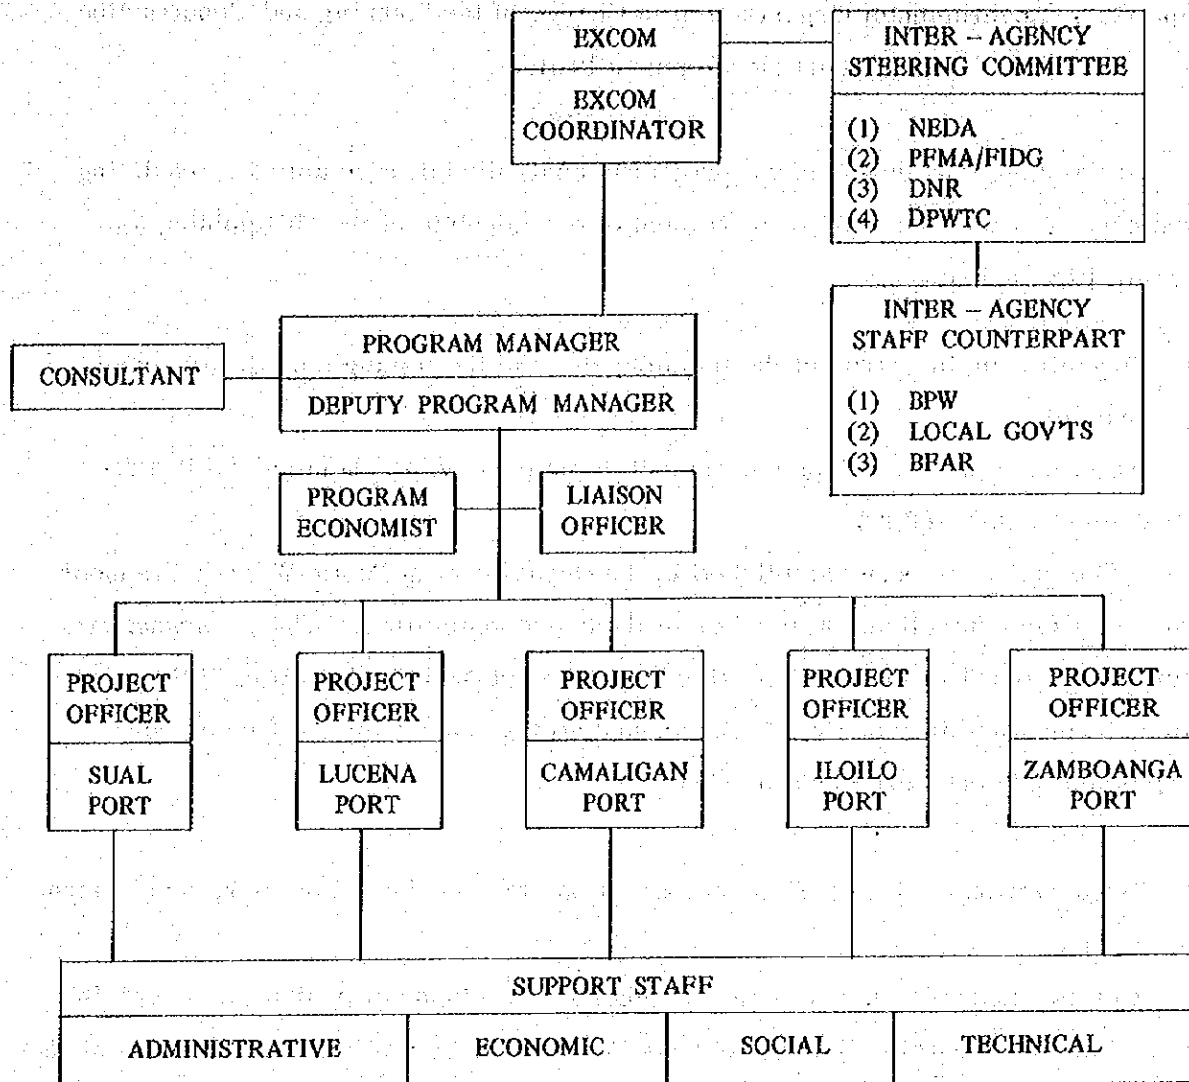 EXCOM
EXCOM
COORDINATOR
INTER – AGENCY
STEERING COMMITTEE
(1) NEDA
(2) PFMA/FIDG
(3) DNR
(4) DPWTC
INTER – AGENCY
STAFF COUNTERPART
(1) BPW
(2) LOCAL GOV'TS
(3) BFAR
CONSULTANT
PROGRAM MANAGER
DEPUTY PROGRAM MANAGER
PROGRAM
ECONOMIST
LIAISON
OFFICER
PROJECT
OFFICER
SUAL
PORT
PROJECT
OFFICER
LUCENA
PORT
PROJECT
OFFICER
CAMALIGAN
PORT
PROJECT
OFFICER
ILOILO
PORT
PROJECT
OFFICER
ZAMBOANGA
PORT
SUPPORT STAFF
ADMINISTRATIVE
ECONOMIC
SOCIAL
TECHNICAL